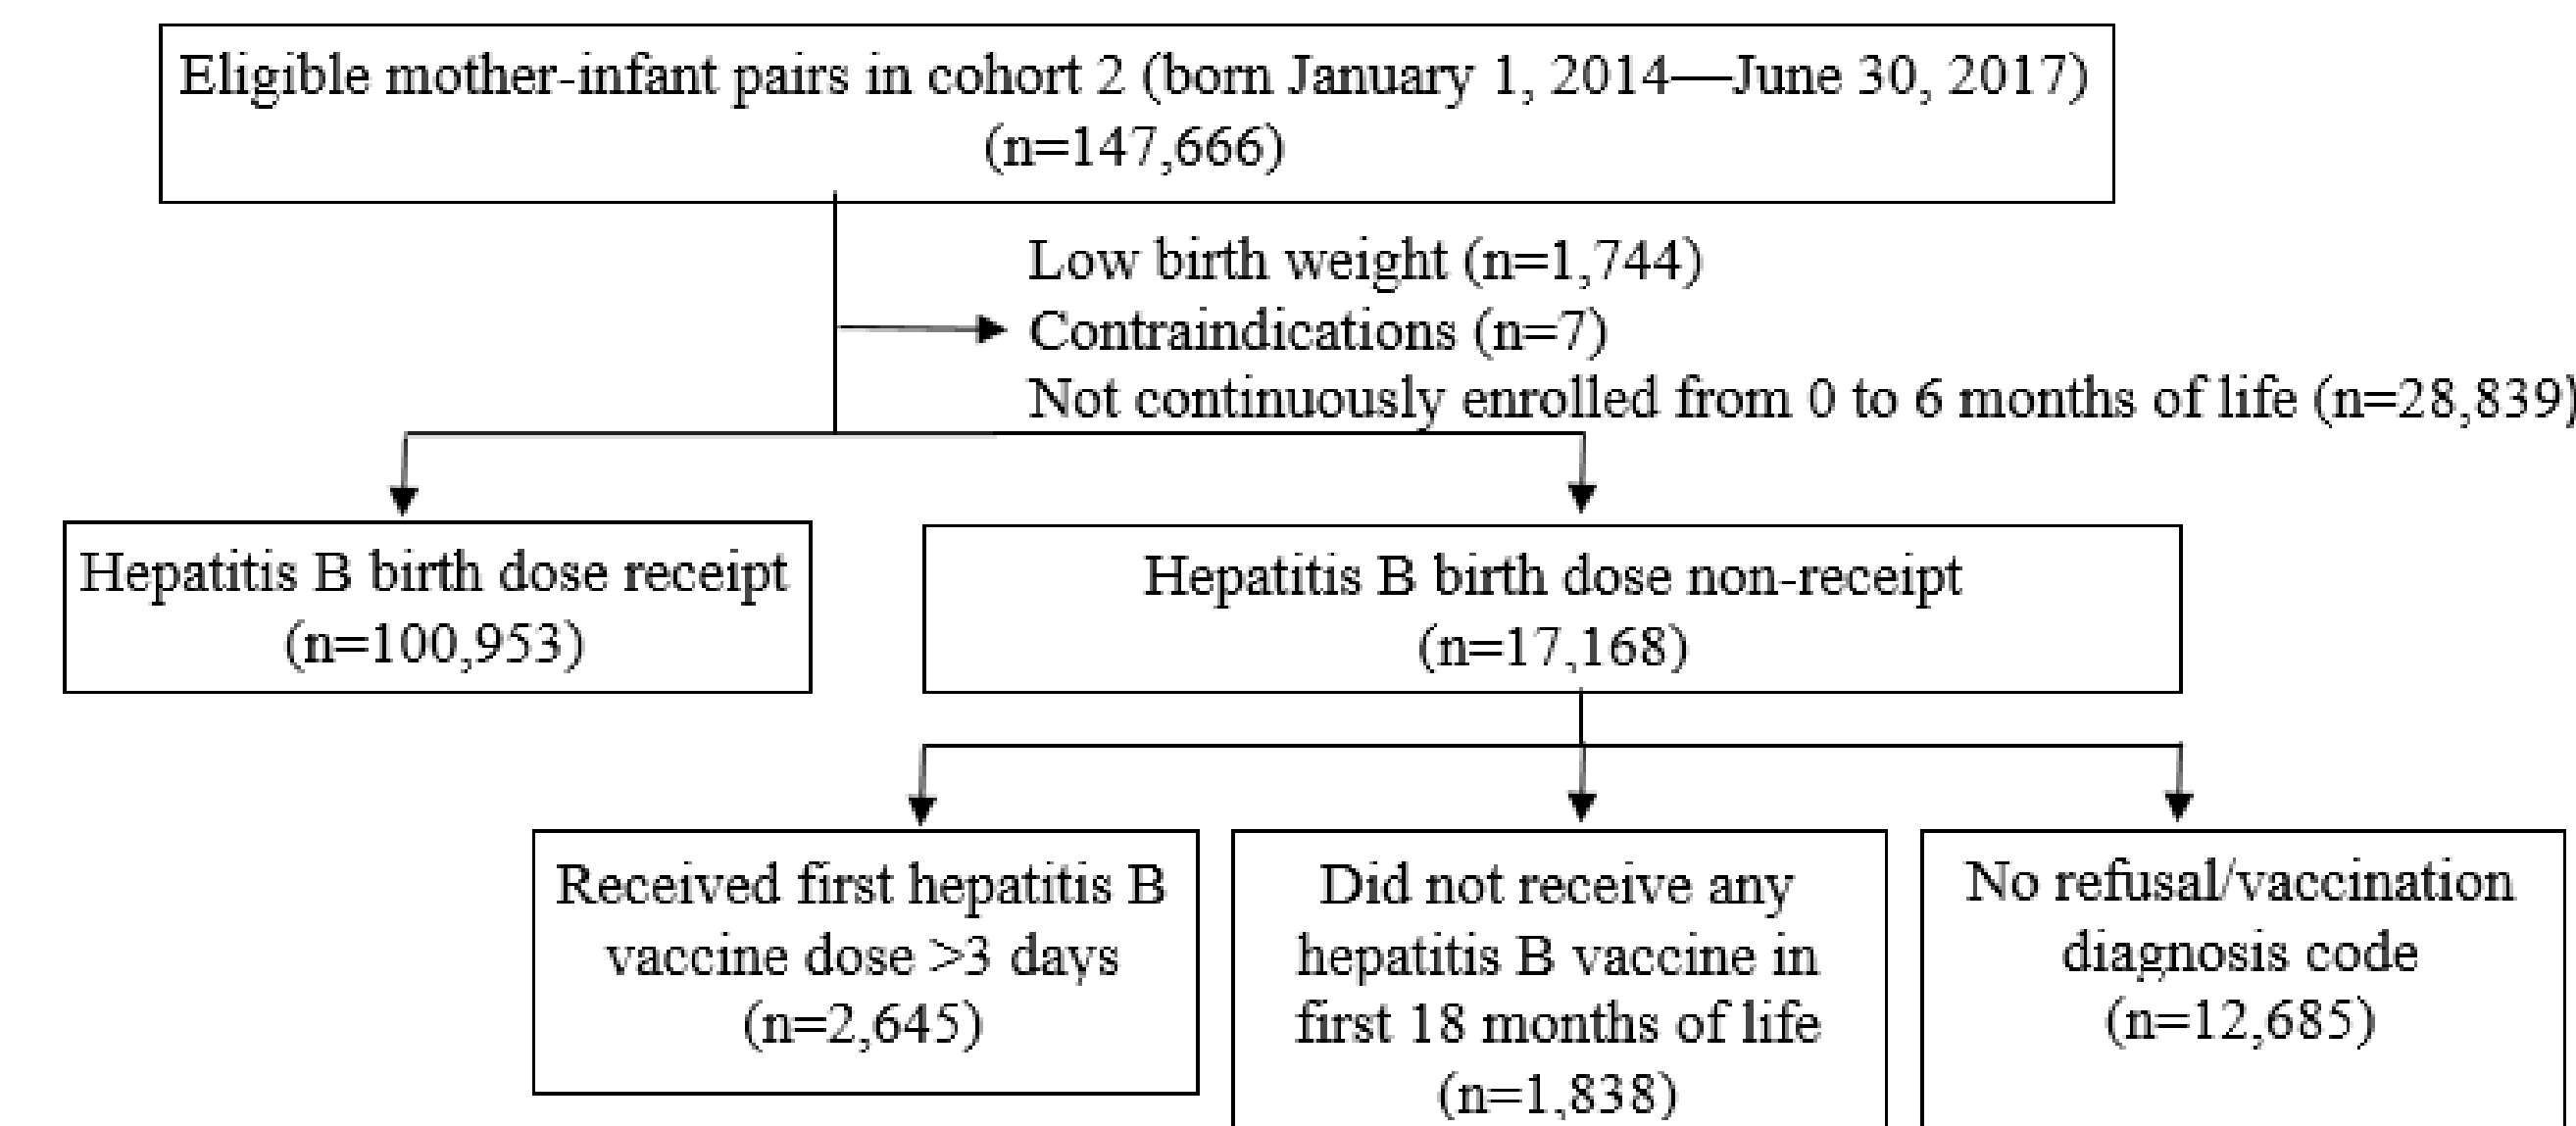 Eligible mother-infant pairs in cohort 2 (born January 1, 2014—June 30, 2017)
(n=147,666)
Low birth weight (n=1,744)
Contraindications (n=7)
Not continuously enrolled from 0 to 6 months of life (n=28,839)
Hepatitis B birth dose receipt
(n=100,953)
Hepatitis B birth dose non-receipt
(n=17,168)
Received first hepatitis B
vaccine dose >3 days
(n=2,645)
Did not receive any
hepatitis B vaccine in
first 18 months of life
(n=1,838)
No refusal/vaccination
diagnosis code
(n=12,685)